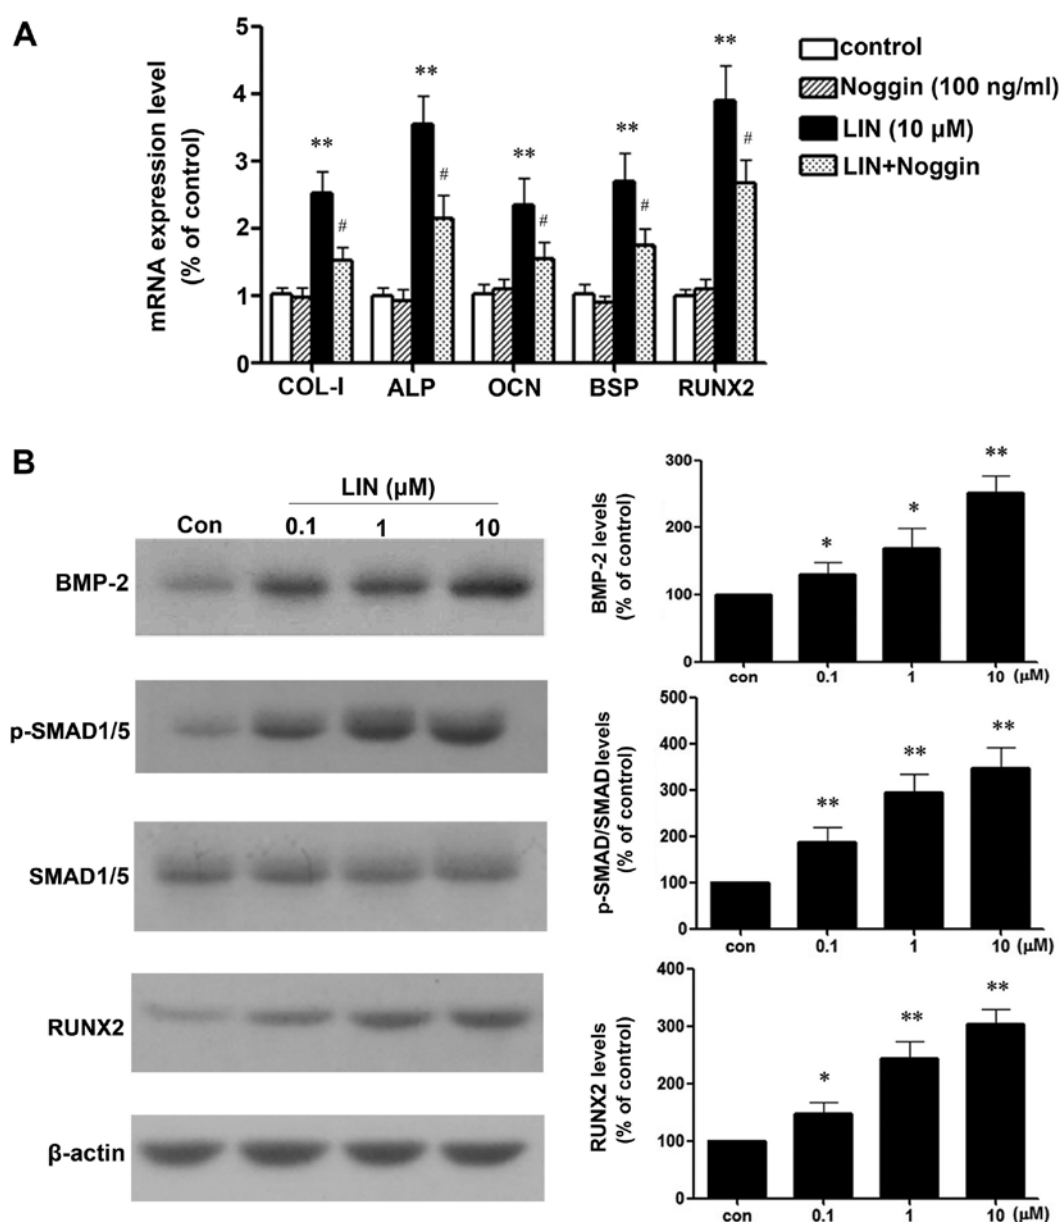 A
mRNA expression level
(% of control)
5
4
3
2
1
0
** ** ** ** **
# # # # #
COL-I ALP OCN BSP RUNX2
control
Noggin (100 ng/ml)
LIN (10 μM)
LIN+Noggin
B
LIN (μM)
Con 0.1 1 10
BMP-2
p-SMAD1/5
SMAD1/5
RUNX2
β-actin
BMP-2 levels
(% of control)
300
200
100
0
* * **
con 0.1 1 10 (μM)
p-SMAD/SMAD levels
(% of control)
500
400
300
200
100
0
** ** **
con 0.1 1 10 (μM)
RUNX2 levels
(% of control)
400
300
200
100
0
* ** **
con 0.1 1 10 (μM)